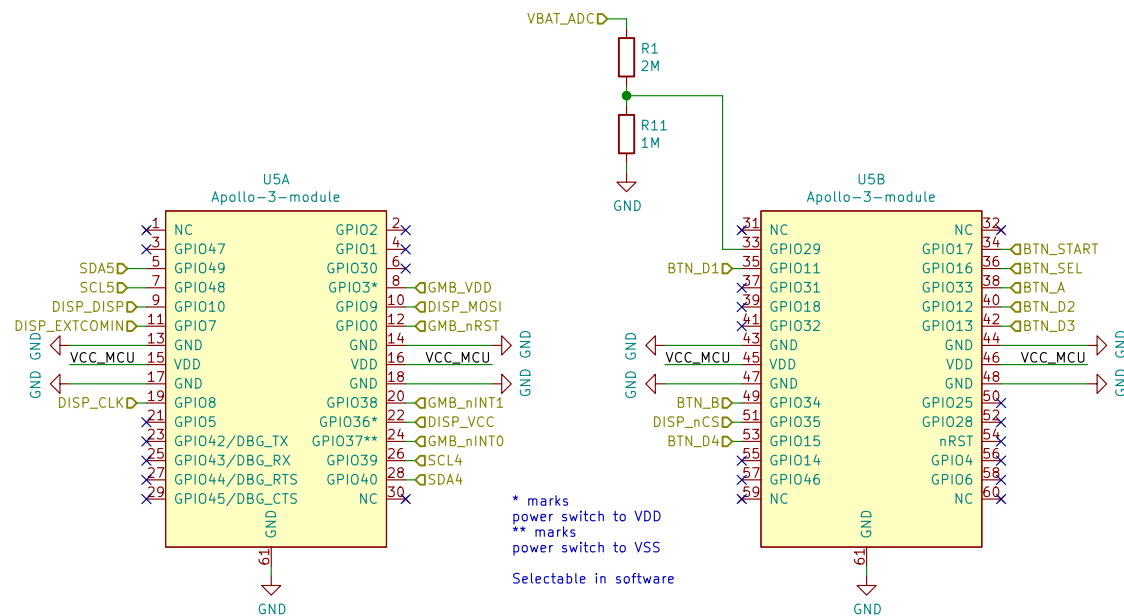 VBAT_ADC
R1
2M
R11
1M
GND
U5A
Apollo-3-module
1 NC GPIO2 2
3 GPIO47 GPIO1 4
SDA5 5 GPIO49 GPIO30 6
SCL5 7 GPIO48 GPIO3* 8 GMB_VDD
DISP_DISP 9 GPIO10 GPIO9 10 DISP_MOSI
DISP_EXTCOMIN 11 GPIO7 GPIO0 12 GMB_nRST
GND 13 GND GND 14 GND
VCC_MCU 15 VDD VDD 16 VCC_MCU
GND 17 GND GND 18 GND
DISP_CLK 19 GPIO8 GPIO38 20 GMB_nINT1
21 GPIO5 GPIO36* 22 DISP_VCC
23 GPIO42/DBG_TX GPIO37** 24 GMB_nINT0
25 GPIO43/DBG_RX GPIO39 26 SCL4
27 GPIO44/DBG_RTS GPIO40 28 SDA4
29 GPIO45/DBG_CTS NC 30
GND
61
GND
* marks
power switch to VDD
** marks
power switch to VSS
Selectable in software
U5B
Apollo-3-module
31 NC NC 32
33 GPIO29 GPIO17 34 BTN_START
BTN_D1 35 GPIO11 GPIO16 36 BTN_SEL
37 GPIO31 GPIO33 38 BTN_A
39 GPIO18 GPIO12 40 BTN_D2
41 GPIO32 GPIO13 42 BTN_D3
GND 43 GND GND 44 GND
VCC_MCU 45 VDD VDD 46 VCC_MCU
GND 47 GND GND 48 GND
BTN_B 49 GPIO34 GPIO25 50
DISP_nCS 51 GPIO35 GPIO28 52
BTN_D4 53 GPIO15 nRST 54
55 GPIO14 GPIO4 56
57 GPIO46 GPIO6 58
59 NC NC 60
GND
61
GND